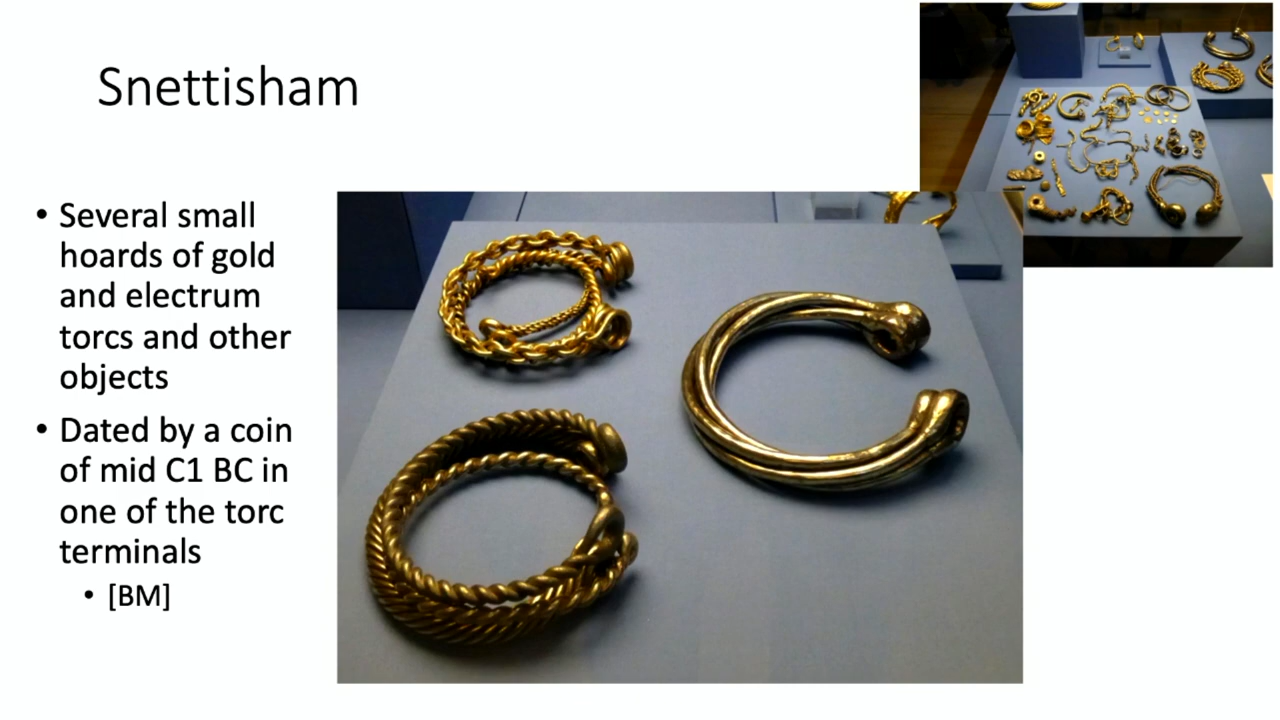 Snettisham
• Several small
hoards of gold
and electrum
torcs and other
objects
• Dated by a coin
of mid C1 BC in
one of the torc
terminals
• [BM]